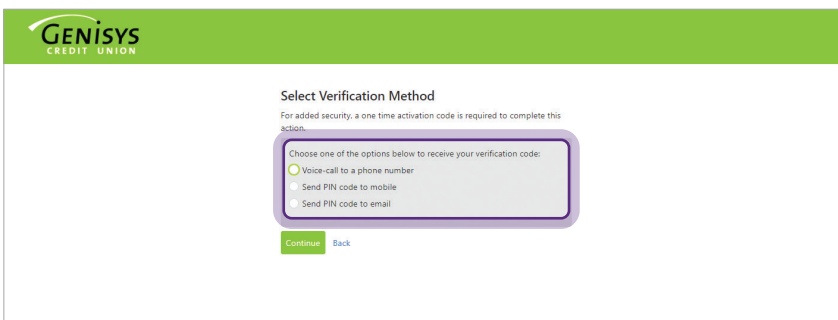 GENiSYS
CREDIT UNION
Select Verification Method
For added security, a one time activation code is required to complete this
action.
Choose one of the options below to receive your verification code:
Voice-call to a phone number
Send PIN code to mobile
Send PIN code to email
Continue Back